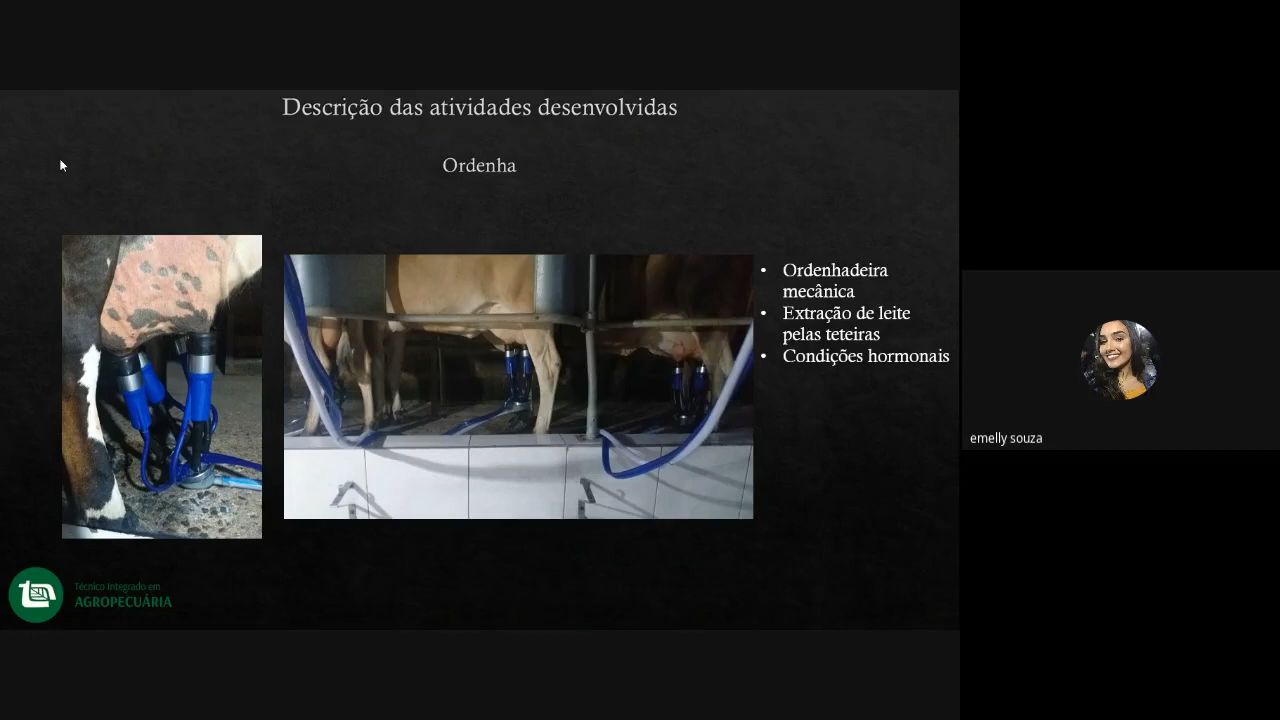 Descrição das atividades desenvolvidas
Ordenha
• Ordenhadeira
mecânica
• Extração de leite
pelas teteiras
• Condições hormonais
emelly souza
Técnico Integrado em
AGROPECUÁRIA